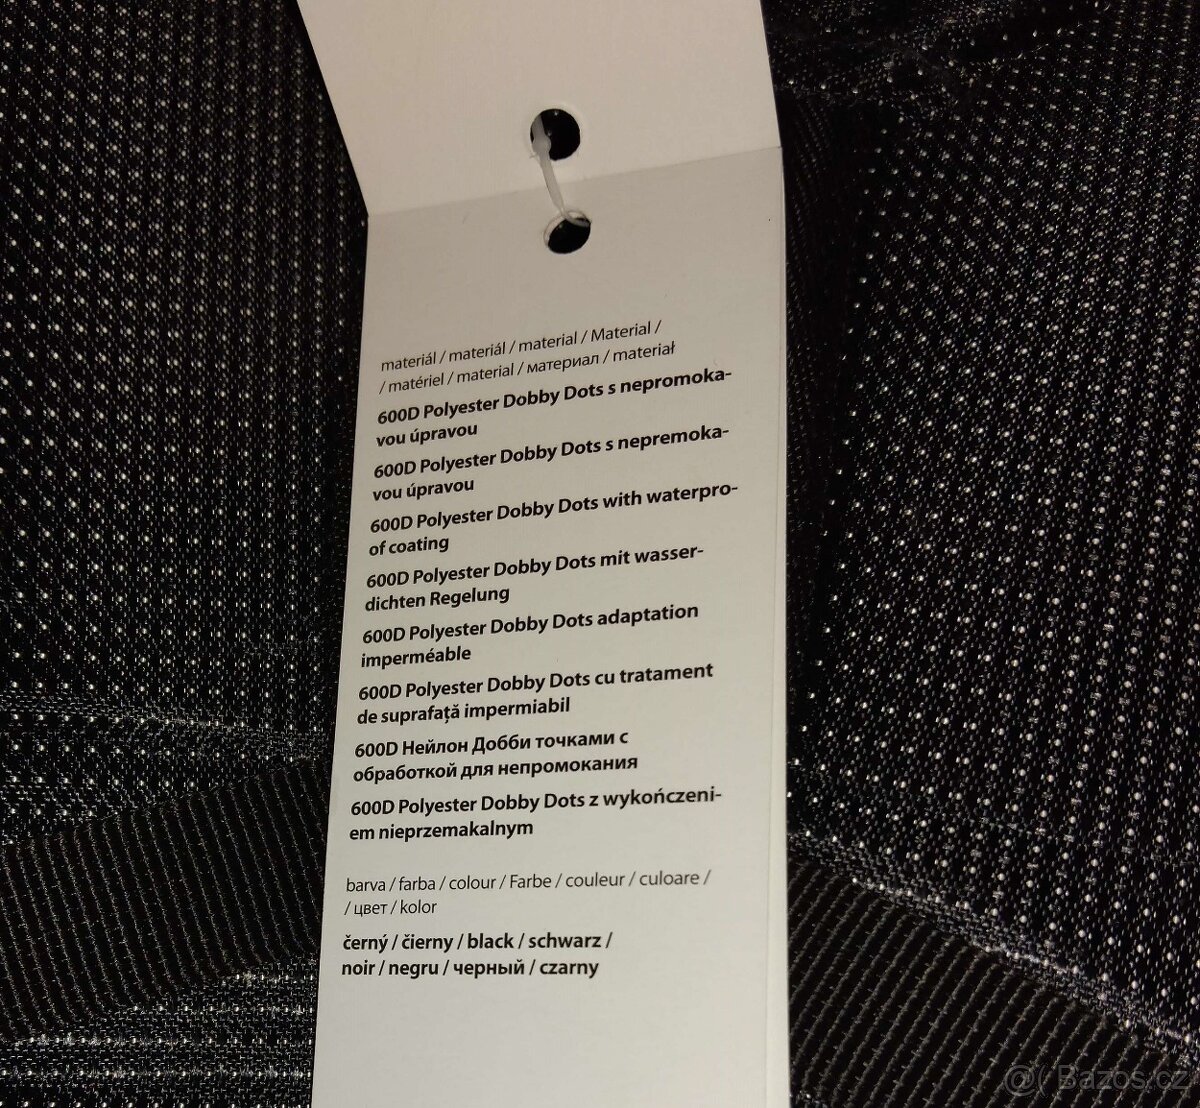 materiál / materiál / material / Material /
/ matériel / material / материал / materiał
600D Polyester Dobby Dots s nepromoka-
vou úpravou
600D Polyester Dobby Dots s nepremoka-
vou úpravou
600D Polyester Dobby Dots with waterpro-
of coating
600D Polyester Dobby Dots mit wasser-
dichten Regelung
600D Polyester Dobby Dots adaptation
imperméable
600D Polyester Dobby Dots cu tratament
de suprafață impermiabil
600D Нейлон Добби точками с
обработкой для непромокания
600D Polyester Dobby Dots z wykończeni-
em nieprzemakalnym
barva / farba / colour / Farbe / couleur / culoare /
/ цвет / kolor
černý / čierny / black / schwarz /
noir / negru / черный / czarny
@( Bazos.cz